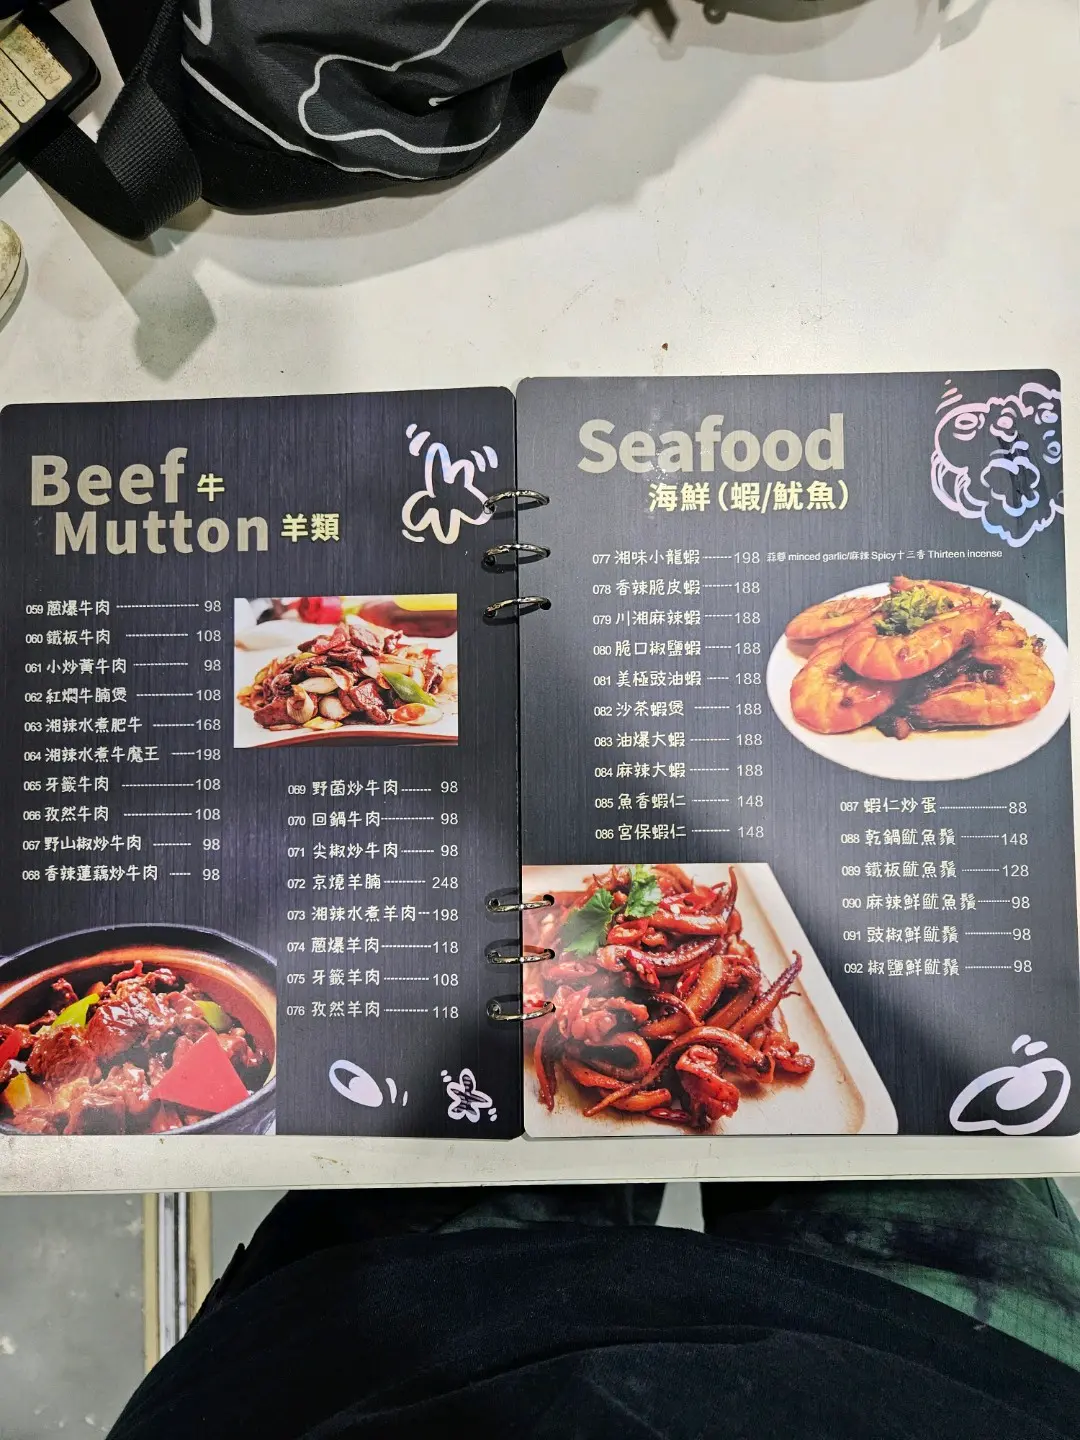 Beef 牛
Mutton 羊類
059 蔥爆牛肉 98
060 鐵板牛肉 108
061 小炒黃牛肉 98
062 紅燜牛腩煲 108
063 湘辣水煮肥牛 168
064 湘辣水煮牛魔王 198
065 牙籤牛肉 108
066 孜然牛肉 108
067 野山椒炒牛肉 98
068 香辣蓮藕炒牛肉 98
069 野菌炒牛肉 98
070 回鍋牛肉 98
071 尖椒炒牛肉 98
072 京燒羊腩 248
073 湘辣水煮羊肉 198
074 蔥爆羊肉 118
075 牙籤羊肉 108
076 孜然羊肉 118
Seafood
海鮮(蝦/魷魚)
077 湘味小龍蝦 198 蒜蓉 minced garlic/麻辣 Spicy十三香 Thirteen incense
078 香辣脆皮蝦 188
079 川湘麻辣蝦 188
080 脆口椒鹽蝦 188
081 美極豉油蝦 188
082 沙茶蝦煲 188
083 油爆大蝦 188
084 麻辣大蝦 188
085 魚香蝦仁 148
086 宮保蝦仁 148
087 蝦仁炒蛋 88
088 乾鍋魷魚鬚 148
089 鐵板魷魚鬚 128
090 麻辣鮮魷魚鬚 98
091 豉椒鮮魷鬚 98
092 椒鹽鮮魷鬚 98